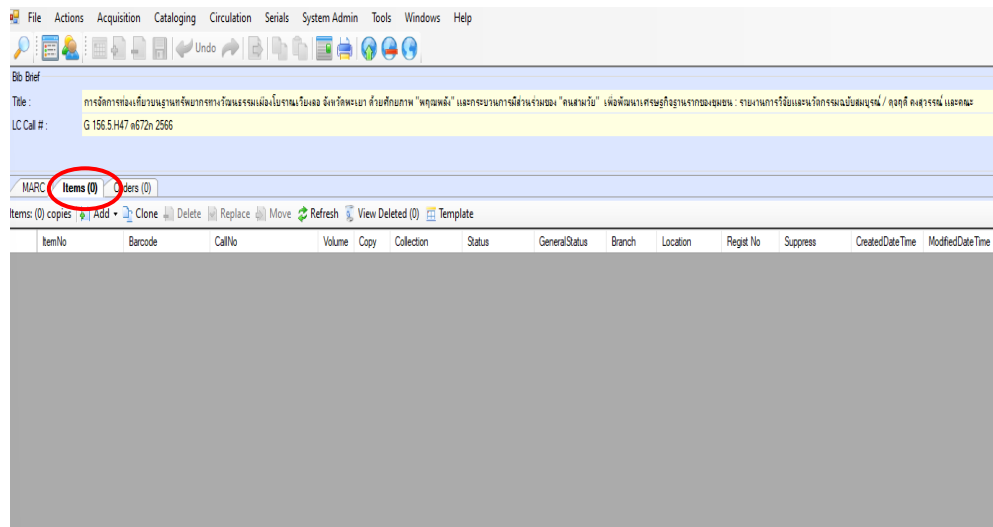 File Actions Acquisition Cataloging Circulation Serials System Admin Tools Windows Help
Undo
Bib Brief
Title : การจัดการท่องเที่ยวบนฐานทรัพยากรทางวัฒนธรรมเมืองโบราณเวียงลอ จังหวัดพะเยา ด้วยศักยภาพ "พฤฒพลัง" และกระบวนการมีส่วนร่วมของ "คนสามวัย" เพื่อพัฒนาเศรษฐกิจฐานรากของชุมชน : รายงานการวิจัยและนวัตกรรมฉบับสมบูรณ์ / ดุจฤดี คงสุวรรณ์ และคณะ
LC Call # : G 156.5.H47 ด672ก 2566
MARC Items (0) Orders (0)
Items: (0) copies Add Clone Delete Replace Move Refresh View Deleted (0) Template
ItemNo Barcode CallNo Volume Copy Collection Status GeneralStatus Branch Location Regist No Suppress CreatedDateTime ModifiedDateTime